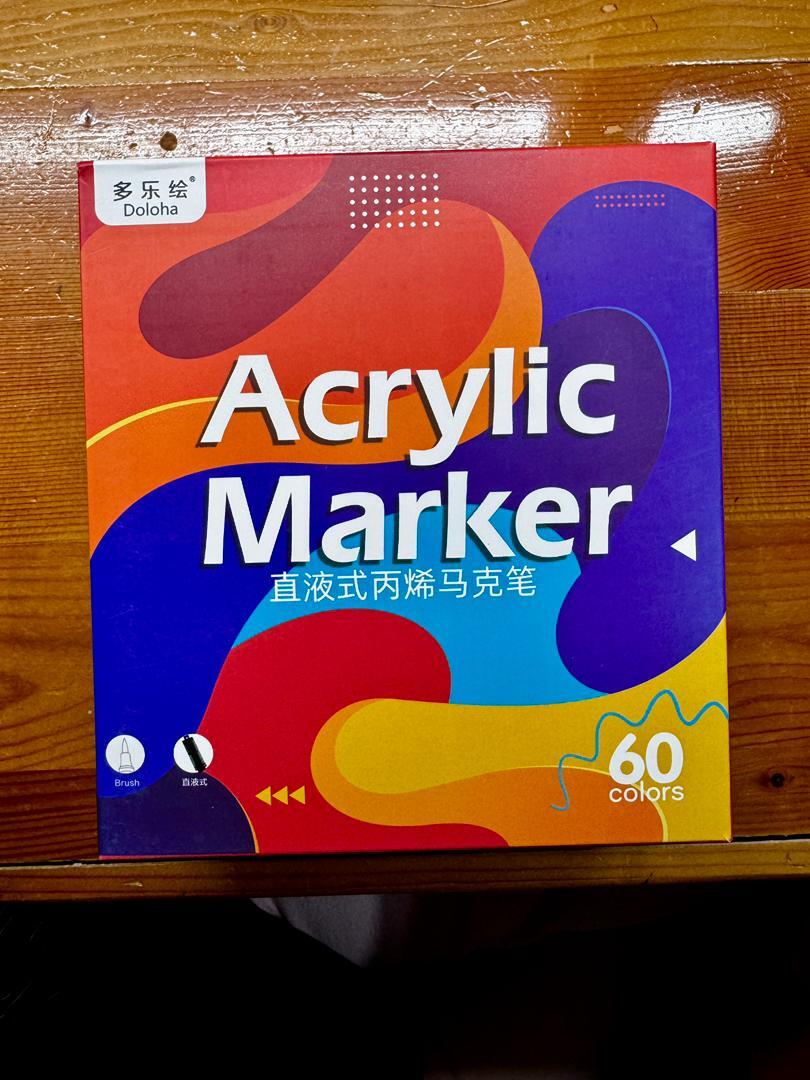 多乐绘®
Doloha
Acrylic
Marker
直液式丙烯马克笔
Brush
直液式
60
colors